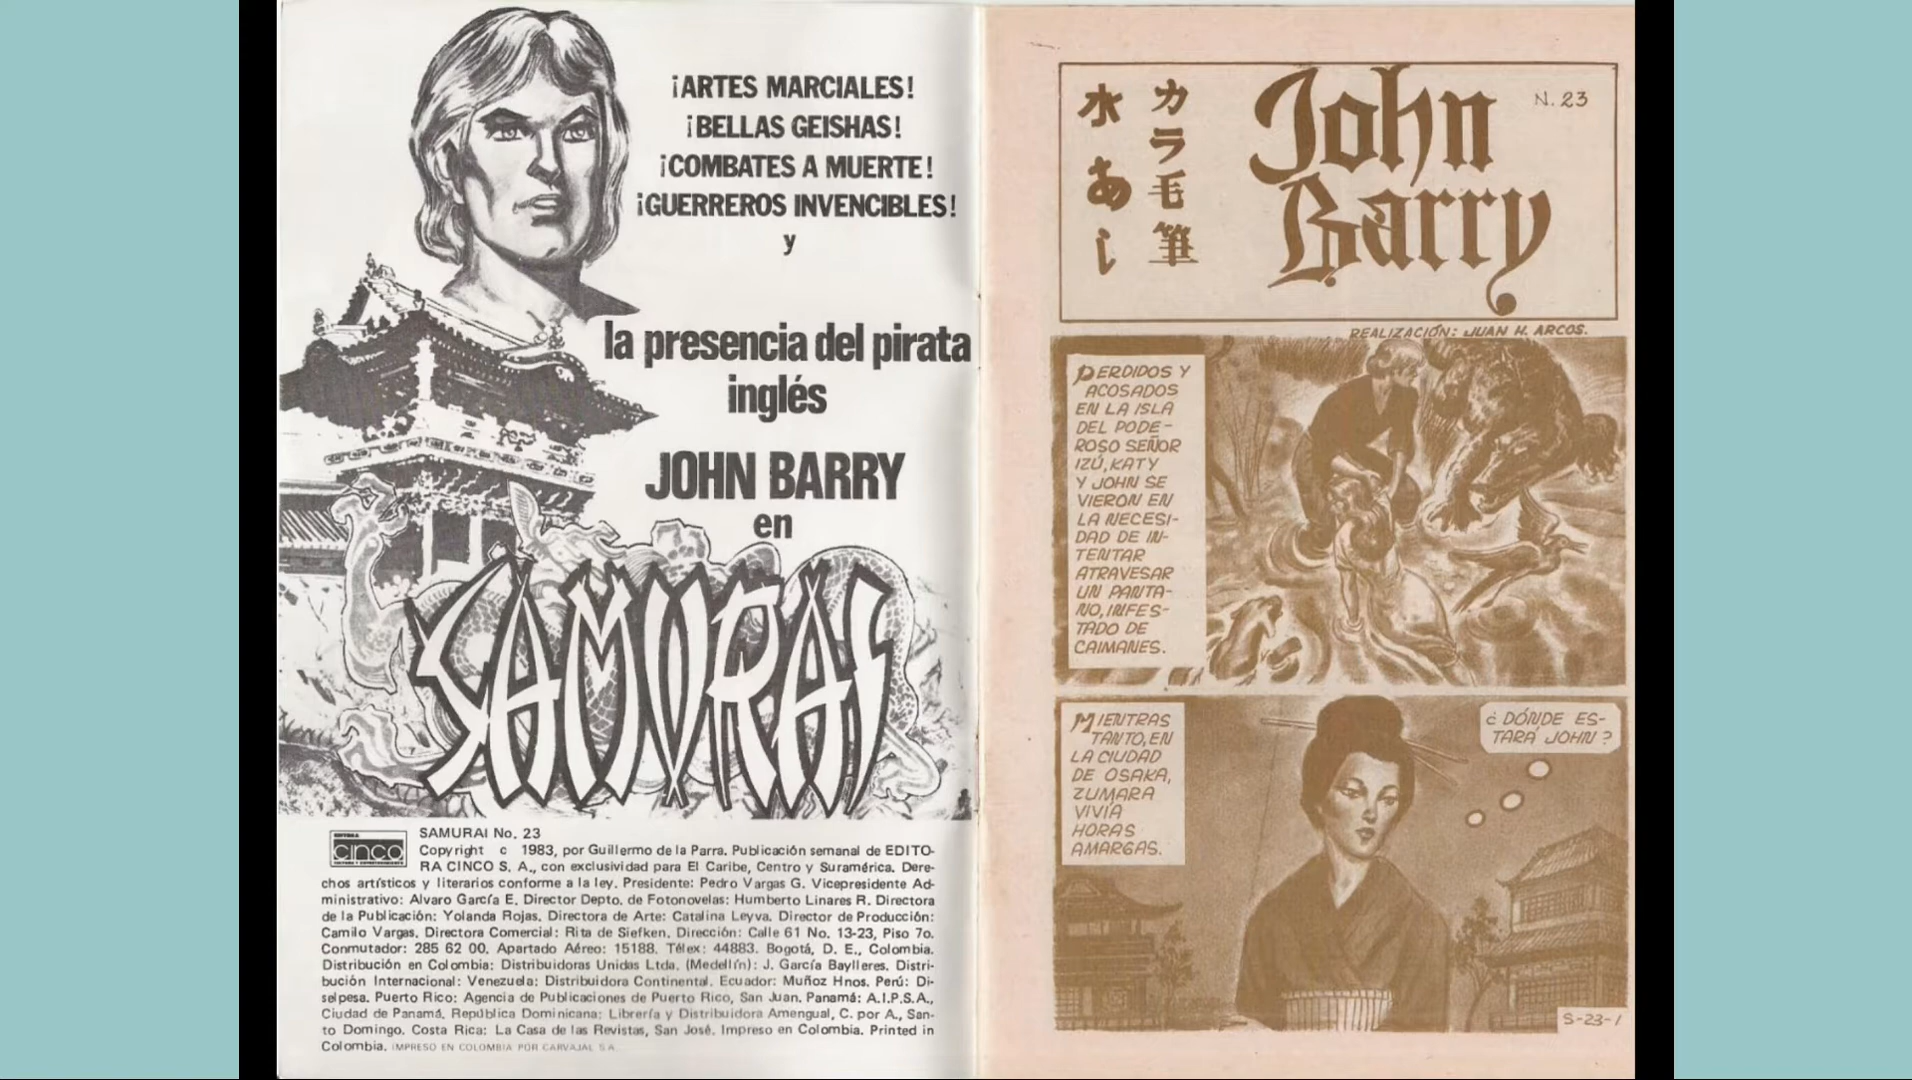 ¡ARTES MARCIALES!
¡BELLAS GEISHAS!
¡COMBATES A MUERTE!
¡GUERREROS INVENCIBLES!
y
la presencia del pirata
inglés
JOHN BARRY
en
SAMURAI
EDITORA
CINCO
SAMURAI No. 23
Copyright c 1983, por Guillermo de la Parra. Publicación semanal de EDITO-
RA CINCO S. A., con exclusividad para El Caribe, Centro y Suramérica. Dere-
chos artísticos y literarios conforme a la ley. Presidente: Pedro Vargas G. Vicepresidente Ad-
ministrativo: Alvaro García E. Director Depto. de Fotonovelas: Humberto Linares R. Directora
de la Publicación: Yolanda Rojas. Directora de Arte: Catalina Leyva. Director de Producción:
Camilo Vargas. Directora Comercial: Rita de Siefken. Dirección: Calle 61 No. 13-23, Piso 7o.
Conmutador: 285 62 00. Apartado Aéreo: 15188. Télex: 44883. Bogotá, D. E., Colombia.
Distribución en Colombia: Distribuidoras Unidas Ltda. (Medellín): J. García Baylleres. Distri-
bución Internacional: Venezuela: Distribuidora Continental. Ecuador: Muñoz Hnos. Perú: Di-
selpesa. Puerto Rico: Agencia de Publicaciones de Puerto Rico, San Juan. Panamá: A.I.P.S.A.,
Ciudad de Panamá. República Dominicana: Librería y Distribuidora Amengual, C. por A., San-
to Domingo. Costa Rica: La Casa de las Revistas, San José. Impreso en Colombia. Printed in
Colombia. IMPRESO EN COLOMBIA POR CARVAJAL S A.
カラ毛筆
水あし
John
Barry
N. 23
REALIZACIÓN: JUAN H. ARCOS.
PERDIDOS Y
ACOSADOS
EN LA ISLA
DEL PODE-
ROSO SEÑOR
IZÚ, KATY
Y JOHN SE
VIERON EN
LA NECESI-
DAD DE IN-
TENTAR
ATRAVESAR
UN PANTA-
NO, INFES-
TADO DE
CAIMANES.
MIENTRAS
TANTO, EN
LA CIUDAD
DE OSAKA,
ZUMARA
VIVÍA
HORAS
AMARGAS.
¿DÓNDE ES-
TARÁ JOHN?
S-23-1